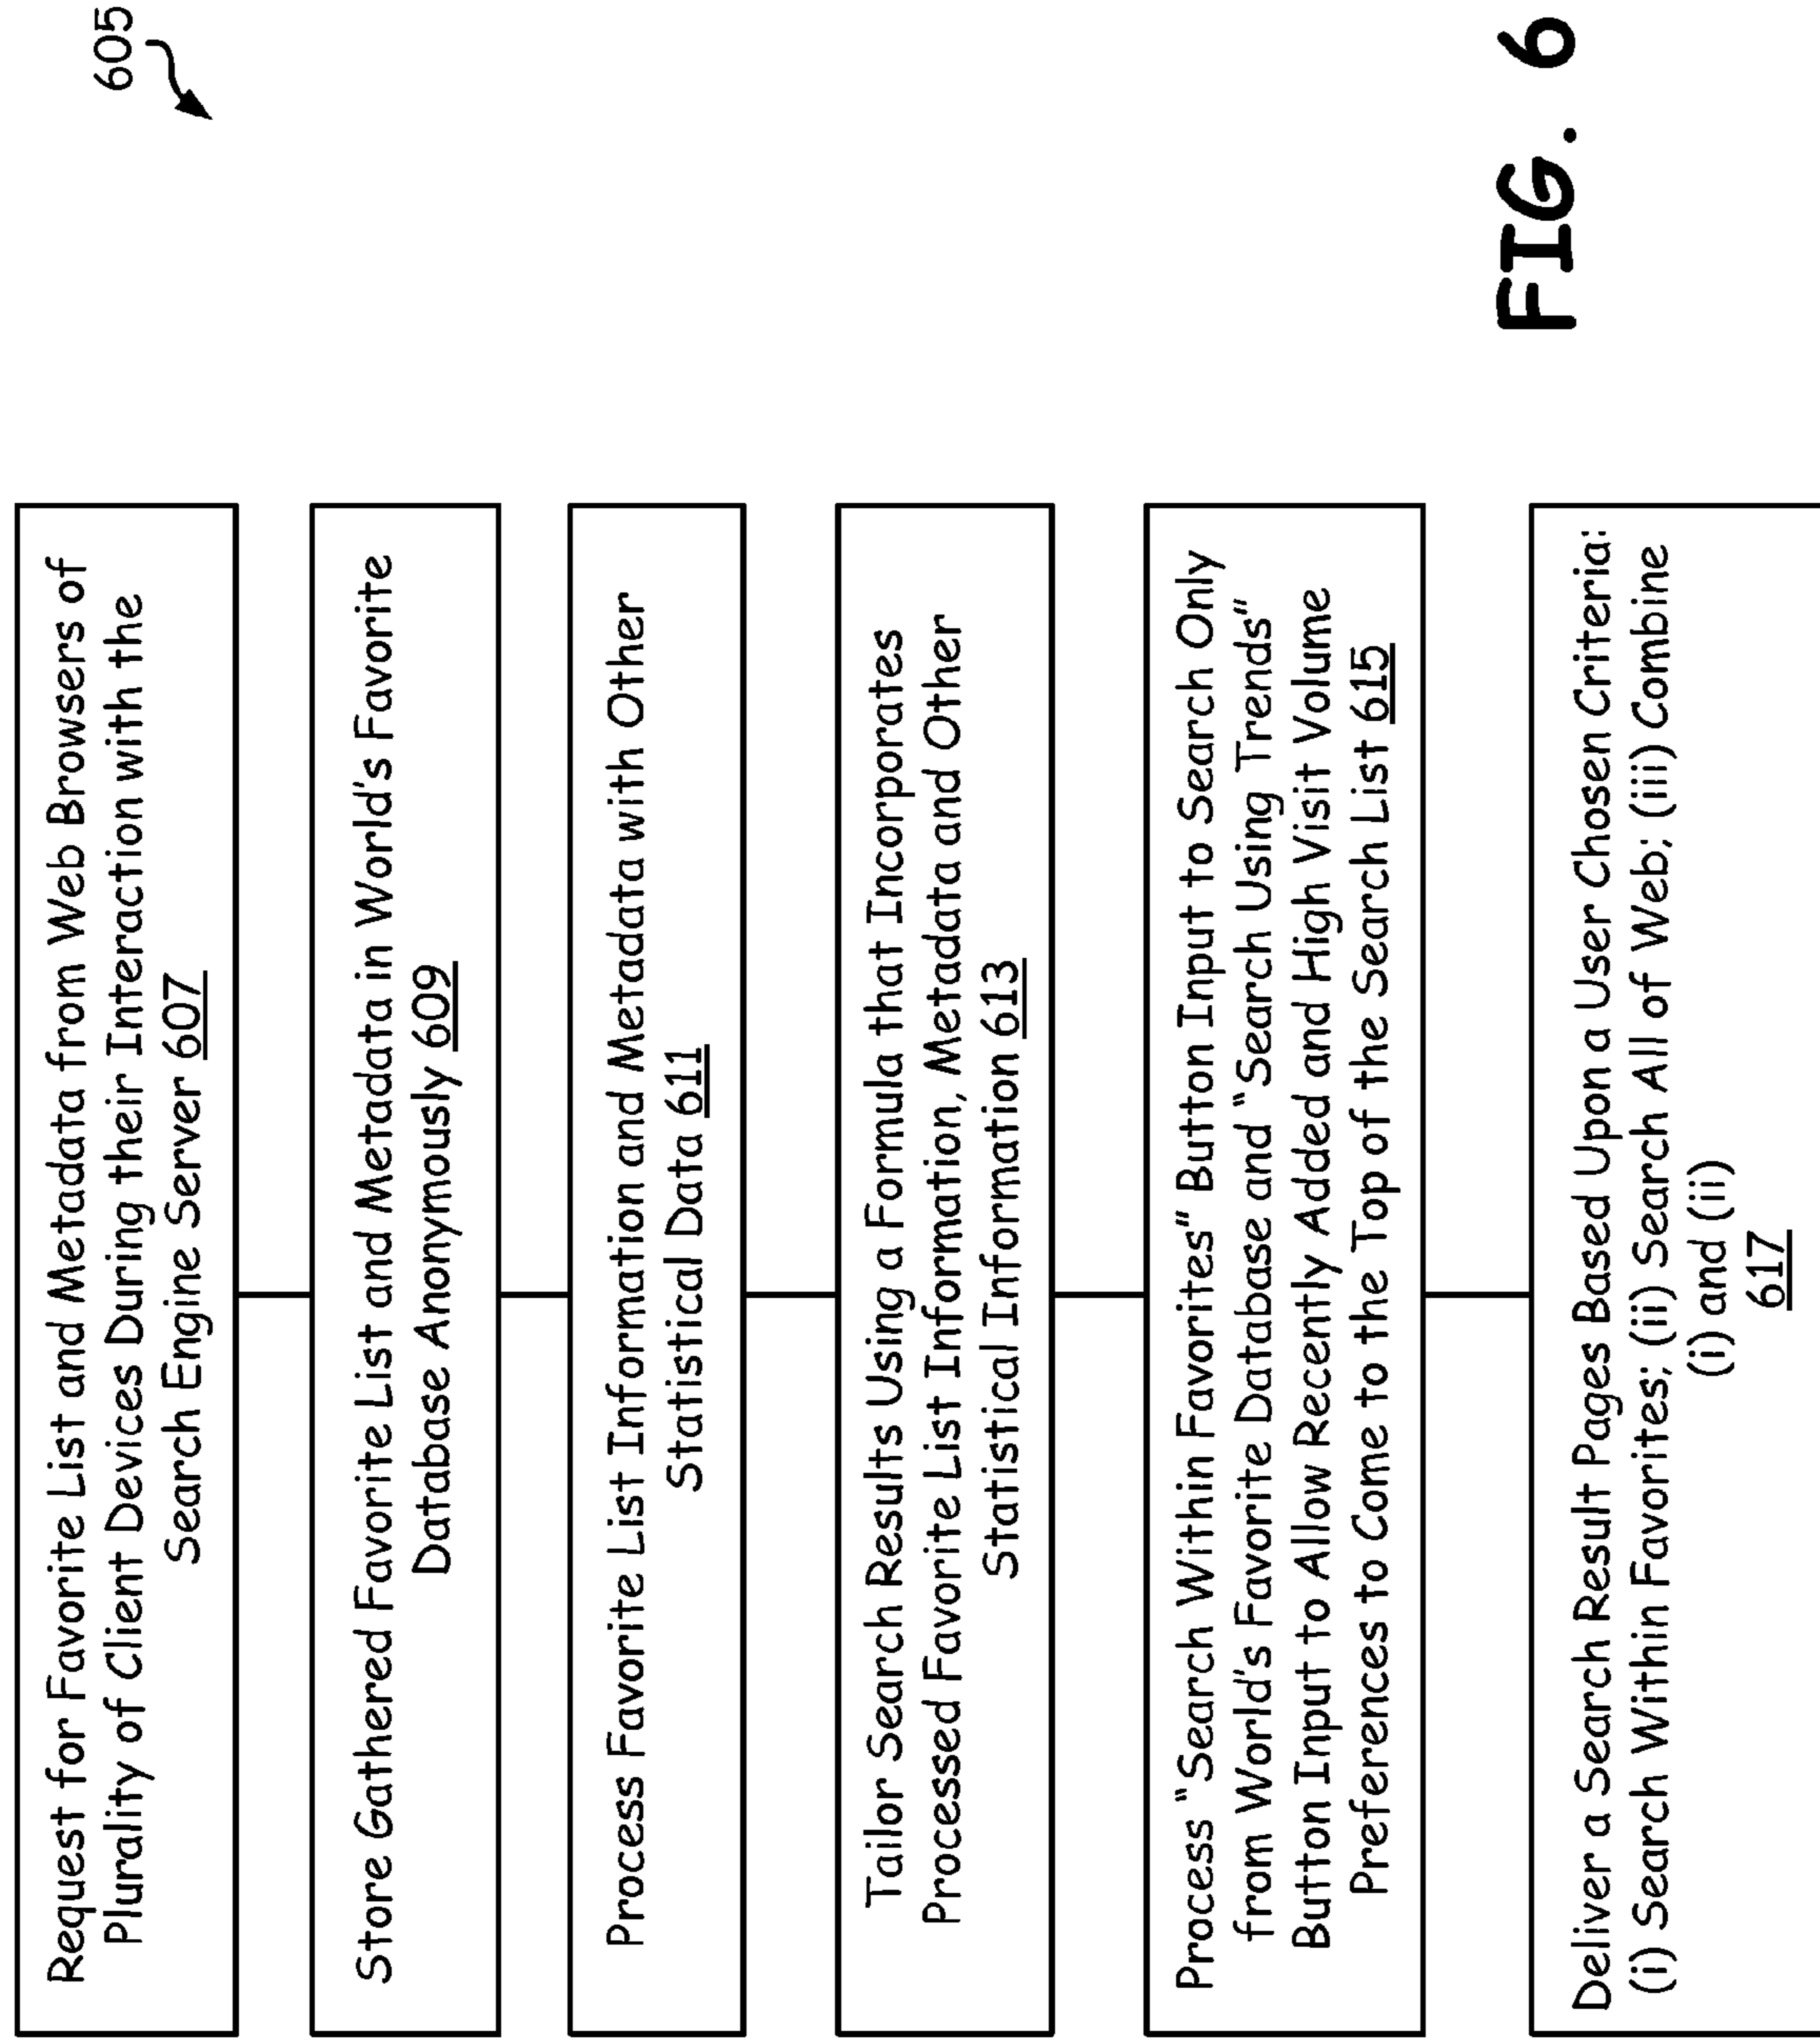 605
Request for Favorite List and Metadata from Web Browsers of
Plurality of Client Devices During their Interaction with the
Search Engine Server 607
Store Gathered Favorite List and Metadata in World's Favorite
Database Anonymously 609
Process Favorite List Information and Metadata with Other
Statistical Data 611
Tailor Search Results Using a Formula that Incorporates
Processed Favorite List Information, Metadata and Other
Statistical Information 613
Process "Search Within Favorites" Button Input to Search Only
from World's Favorite Database and "Search Using Trends"
Button Input to Allow Recently Added and High Visit Volume
Preferences to Come to the Top of the Search List 615
Deliver a Search Result Pages Based Upon a User Chosen Criteria:
(i) Search Within Favorites; (ii) Search All of Web; (iii) Combine
(i) and (ii)
617
FIG. 6